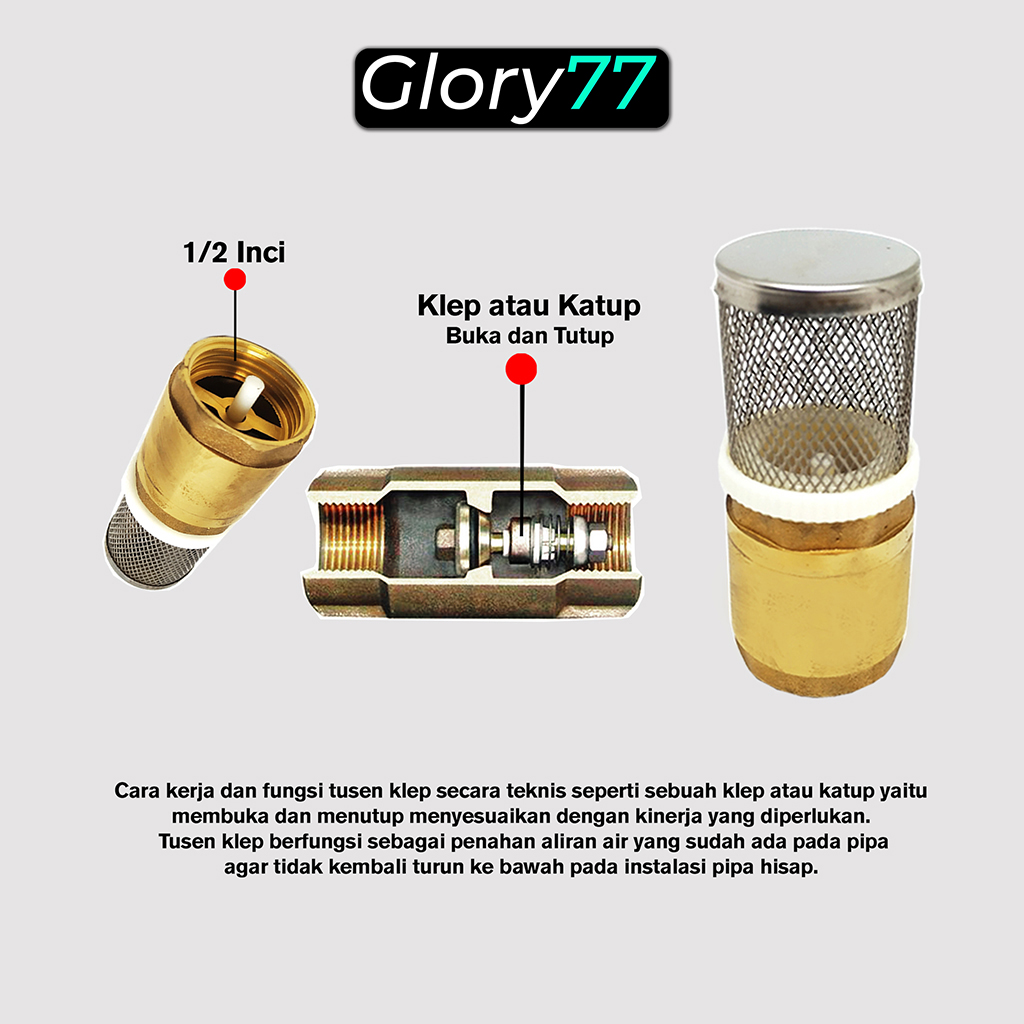 Glory77
1/2 Inci
Klep atau Katup
Buka dan Tutup
Cara kerja dan fungsi tusen klep secara teknis seperti sebuah klep atau katup yaitu
membuka dan menutup menyesuaikan dengan kinerja yang diperlukan.
Tusen klep berfungsi sebagai penahan aliran air yang sudah ada pada pipa
agar tidak kembali turun ke bawah pada instalasi pipa hisap.